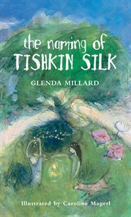 the naming of
TISHKIN SILK
GLENDA MILLARD
Illustrated by Caroline Magerl